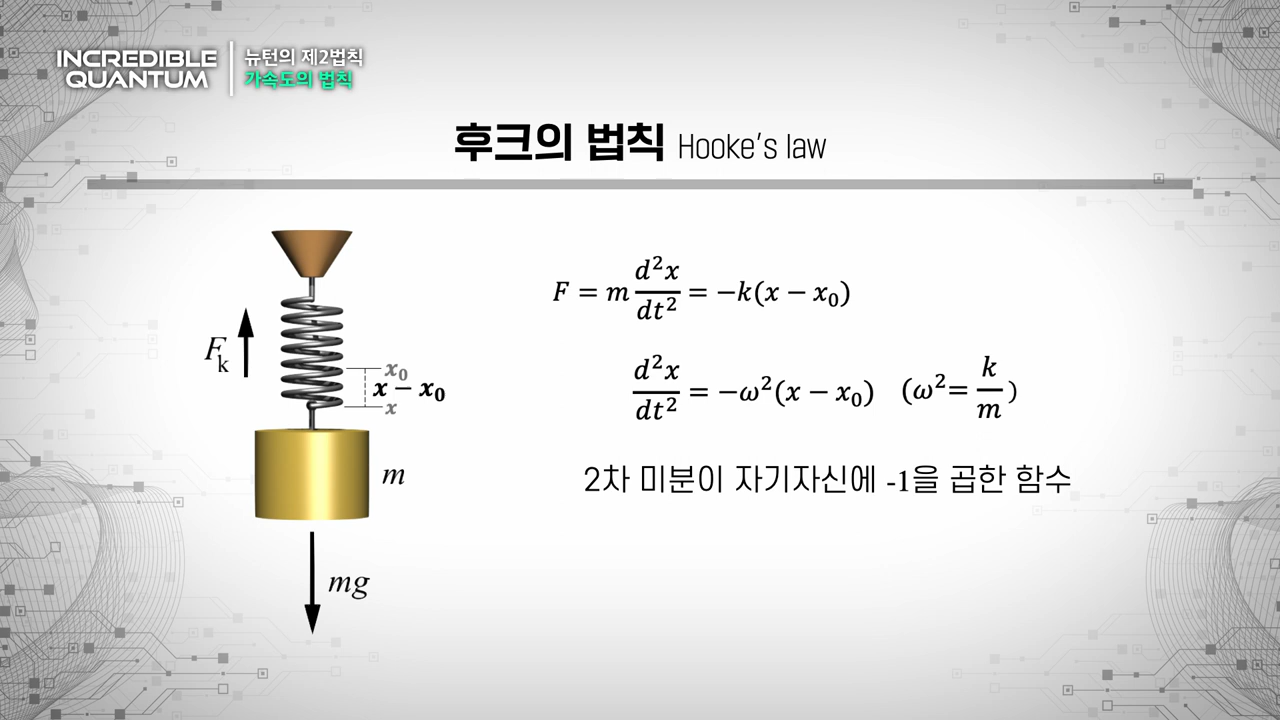 INCREDIBLE
QUANTUM
뉴턴의 제2법칙
가속도의 법칙
후크의 법칙 Hooke's law
F = m d²x/dt² = −k(x − x₀)
d²x/dt² = −ω²(x − x₀) (ω²= k/m)
2차 미분이 자기자신에 -1을 곱한 함수
Fk
x₀
x − x₀
x
m
mg